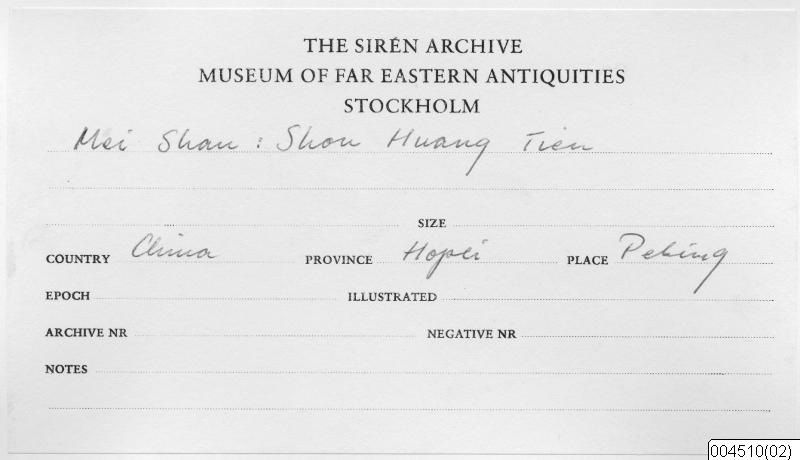 THE SIRÉN ARCHIVE
MUSEUM OF FAR EASTERN ANTIQUITIES
STOCKHOLM
Mei Shan : Shou Huang Tien
SIZE
COUNTRY China PROVINCE Hopei PLACE Peking
EPOCH ILLUSTRATED
ARCHIVE NR NEGATIVE NR
NOTES
004510(02)